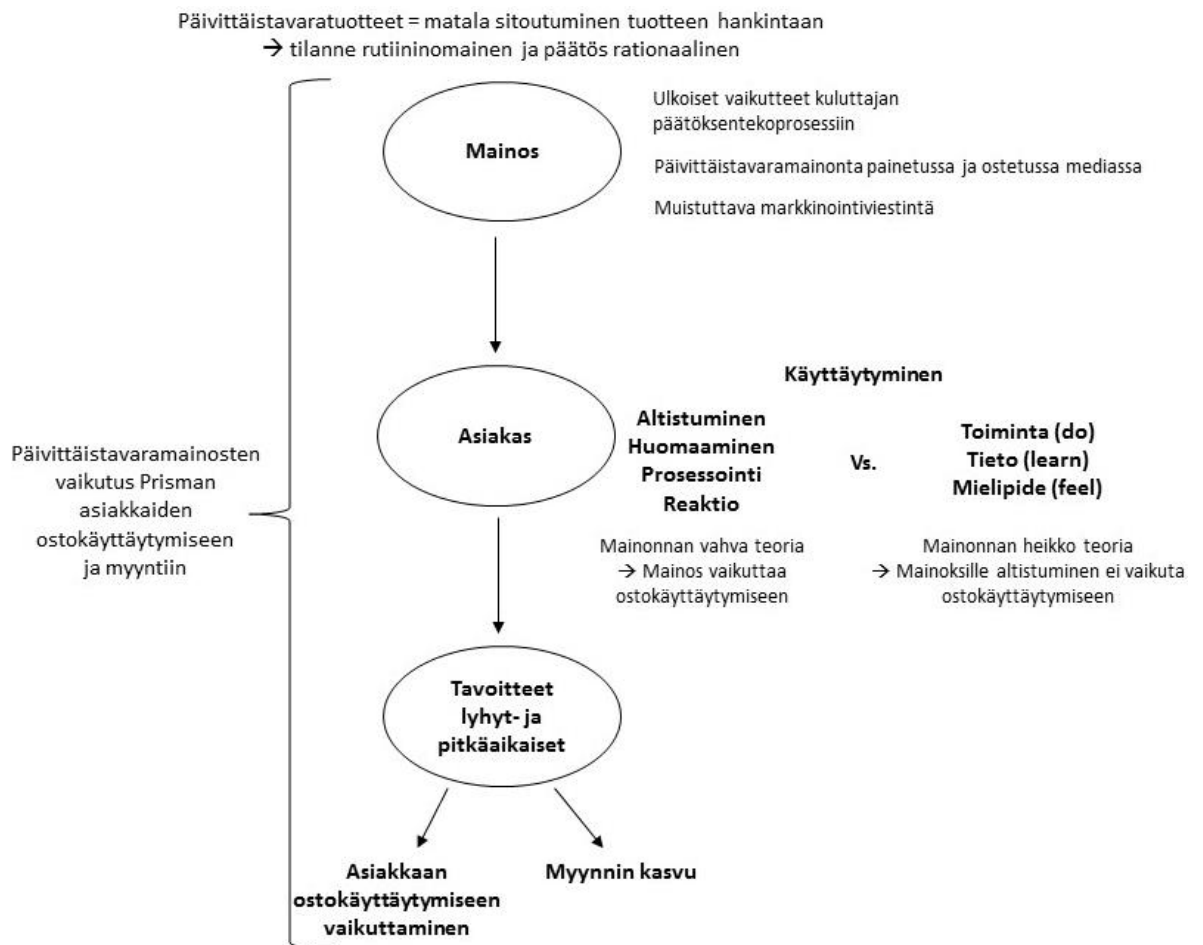 Päivittäistavaratuotteet = matala sitoutuminen tuotteen hankintaan
→ tilanne rutiininomainen ja päätös rationaalinen
Mainos
Ulkoiset vaikutteet kuluttajan
päätöksentekoprosessiin
Päivittäistavaramainonta painetussa ja ostetussa mediassa
Muistuttava markkinointiviestintä
Päivittäistavaramainosten
vaikutus Prisman
asiakkaiden
ostokäyttäytymiseen
ja myyntiin
Asiakas
Käyttäytyminen
Altistuminen
Huomaaminen
Prosessointi
Reaktio
Vs.
Toiminta (do)
Tieto (learn)
Mielipide (feel)
Mainonnan vahva teoria
→ Mainos vaikuttaa
ostokäyttäytymiseen
Mainonnan heikko teoria
→ Mainoksille altistuminen ei vaikuta
ostokäyttäytymiseen
Tavoitteet
lyhyt- ja
pitkäaikaiset
Asiakkaan
ostokäyttäytymiseen
vaikuttaminen
Myynnin kasvu